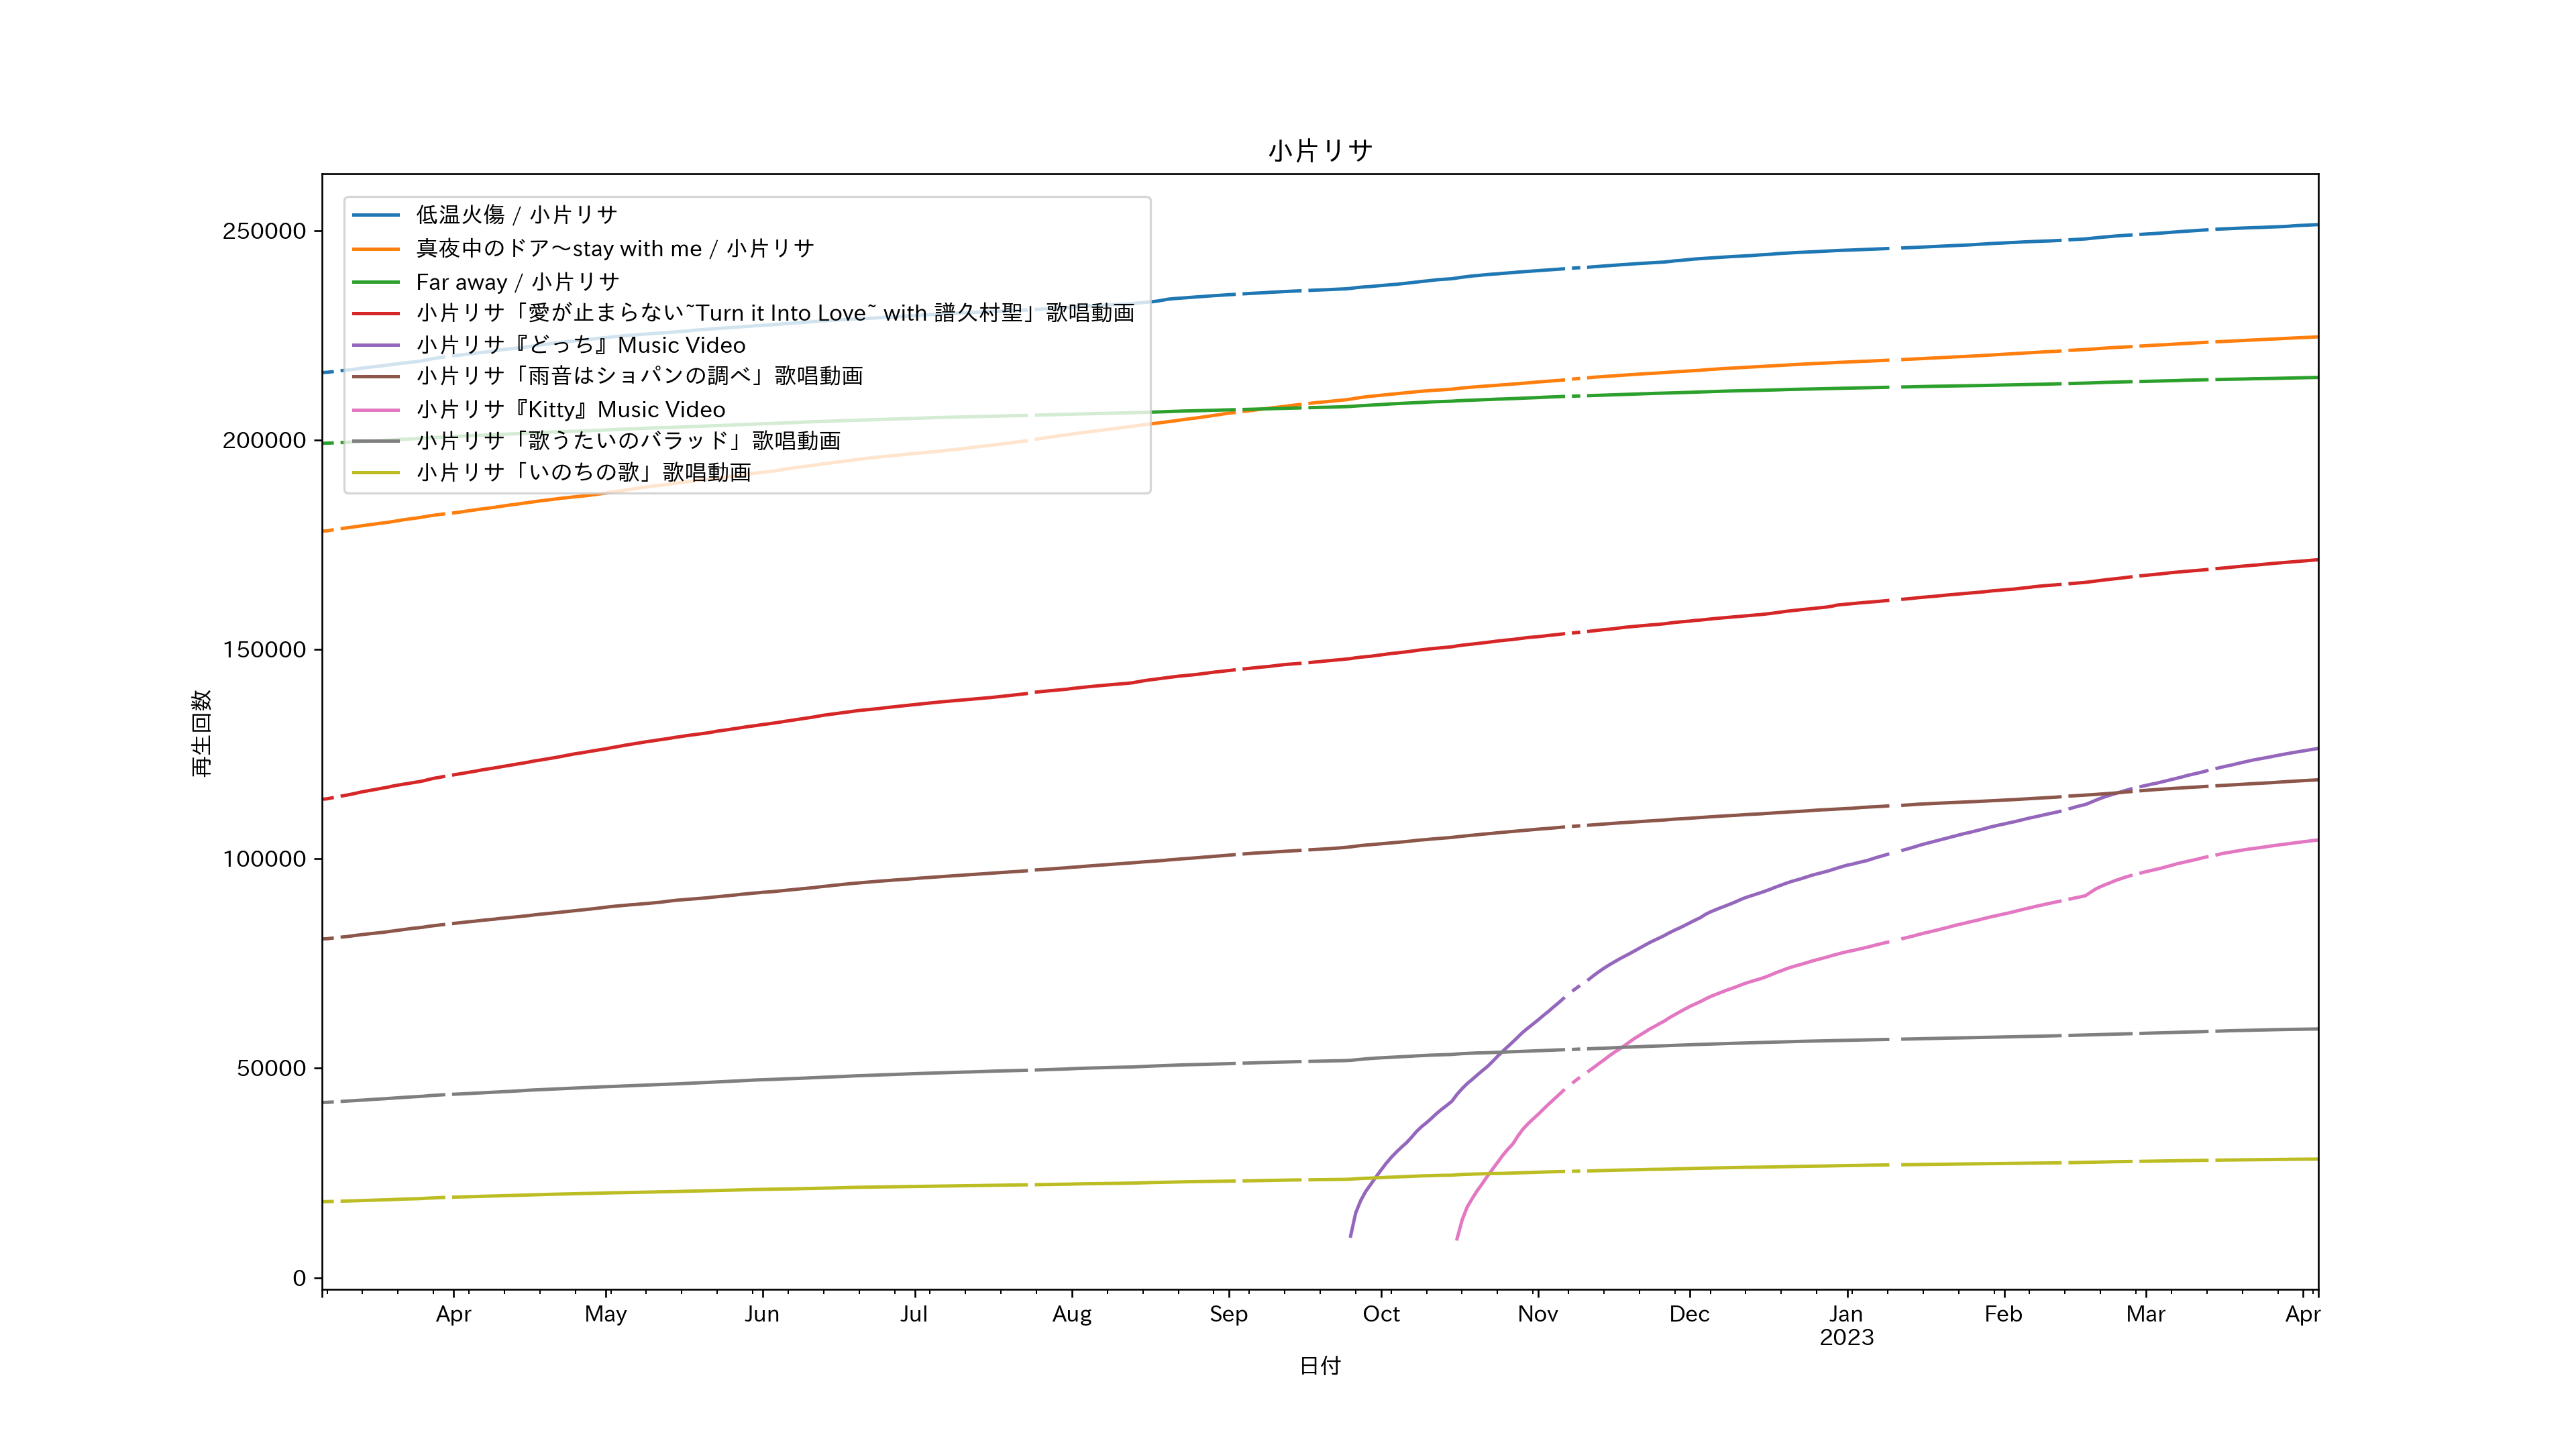 小片リサ
低温火傷 / 小片リサ
真夜中のドア～stay with me / 小片リサ
Far away / 小片リサ
小片リサ「愛が止まらない~Turn it Into Love~ with 譜久村聖」歌唱動画
小片リサ『どっち』Music Video
小片リサ「雨音はショパンの調べ」歌唱動画
小片リサ『Kitty』Music Video
小片リサ「歌うたいのバラッド」歌唱動画
小片リサ「いのちの歌」歌唱動画
再生回数
250000
200000
150000
100000
50000
0
Apr May Jun Jul Aug Sep Oct Nov Dec Jan Feb Mar Apr
2023
日付